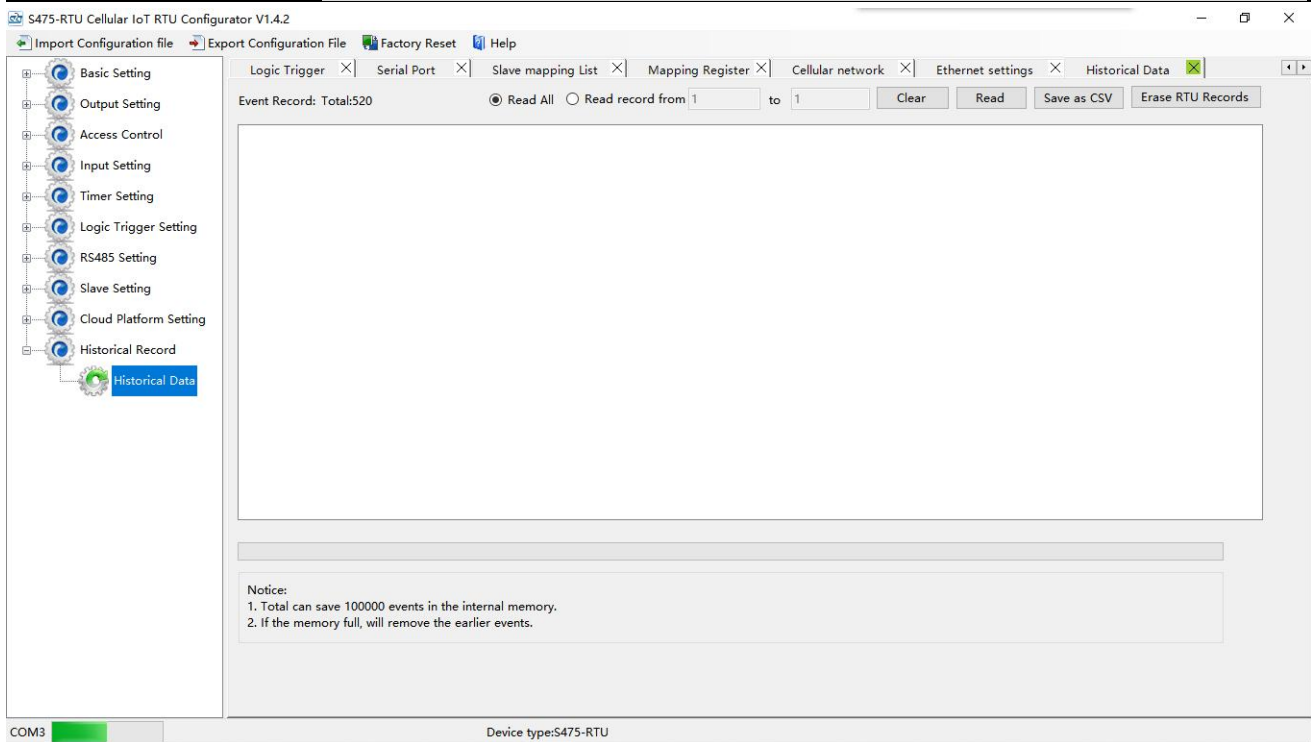 S475-RTU Cellular IoT RTU Configurator V1.4.2
Import Configuration file Export Configuration File Factory Reset Help
Basic Setting
Output Setting
Access Control
Input Setting
Timer Setting
Logic Trigger Setting
RS485 Setting
Slave Setting
Cloud Platform Setting
Historical Record
Historical Data
Logic Trigger Serial Port Slave mapping List Mapping Register Cellular network Ethernet settings Historical Data
Event Record: Total:520 Read All Read record from 1 to 1 Clear Read Save as CSV Erase RTU Records
Notice:
1. Total can save 100000 events in the internal memory.
2. If the memory full, will remove the earlier events.
COM3 Device type:S475-RTU